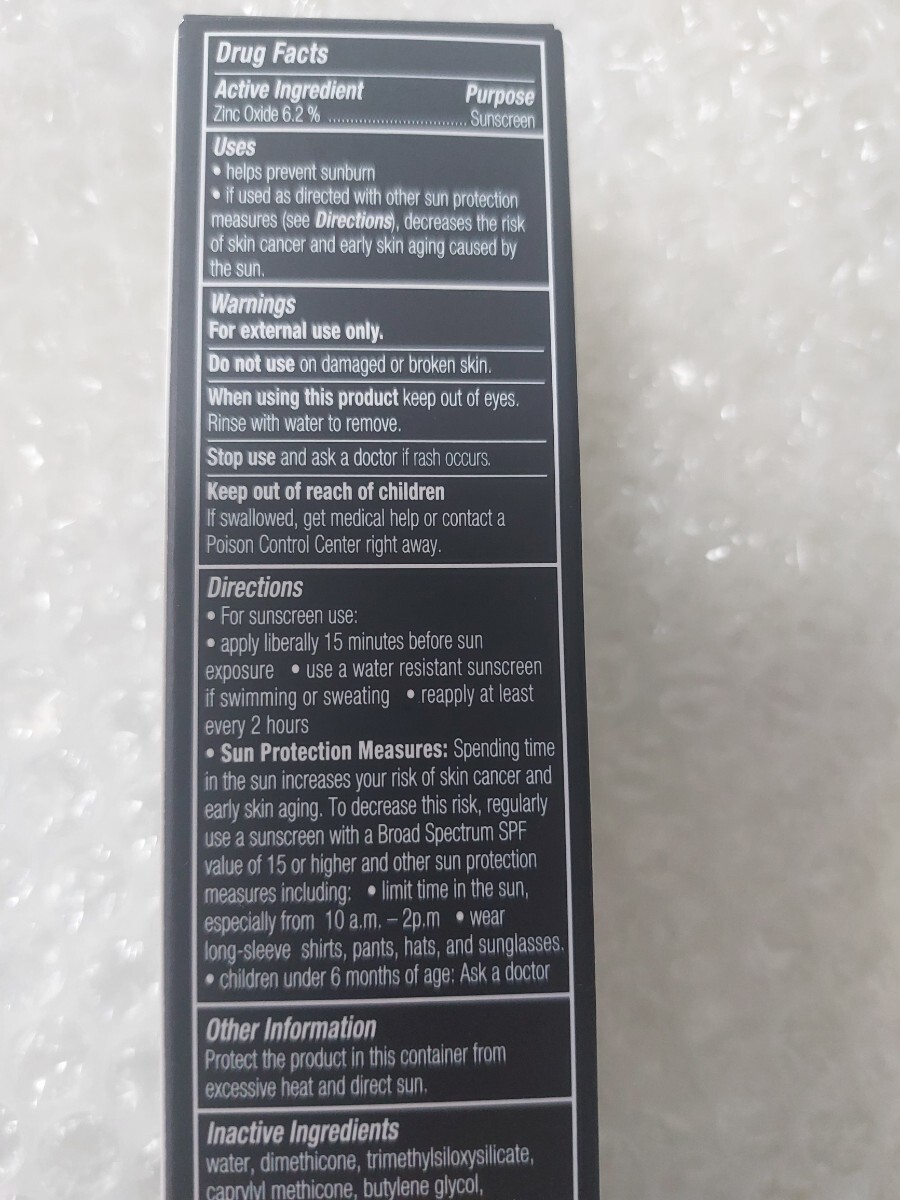 Drug Facts
Active Ingredient Purpose
Zinc Oxide 6.2 % ................................ Sunscreen
Uses
• helps prevent sunburn
• if used as directed with other sun protection
measures (see Directions), decreases the risk
of skin cancer and early skin aging caused by
the sun.
Warnings
For external use only.
Do not use on damaged or broken skin.
When using this product keep out of eyes.
Rinse with water to remove.
Stop use and ask a doctor if rash occurs.
Keep out of reach of children
If swallowed, get medical help or contact a
Poison Control Center right away.
Directions
• For sunscreen use:
• apply liberally 15 minutes before sun
exposure • use a water resistant sunscreen
if swimming or sweating • reapply at least
every 2 hours
• Sun Protection Measures: Spending time
in the sun increases your risk of skin cancer and
early skin aging. To decrease this risk, regularly
use a sunscreen with a Broad Spectrum SPF
value of 15 or higher and other sun protection
measures including: • limit time in the sun,
especially from 10 a.m. – 2p.m • wear
long-sleeve shirts, pants, hats, and sunglasses.
• children under 6 months of age: Ask a doctor
Other Information
Protect the product in this container from
excessive heat and direct sun.
Inactive Ingredients
water, dimethicone, trimethylsiloxysilicate,
caprylyl methicone, butylene glycol,